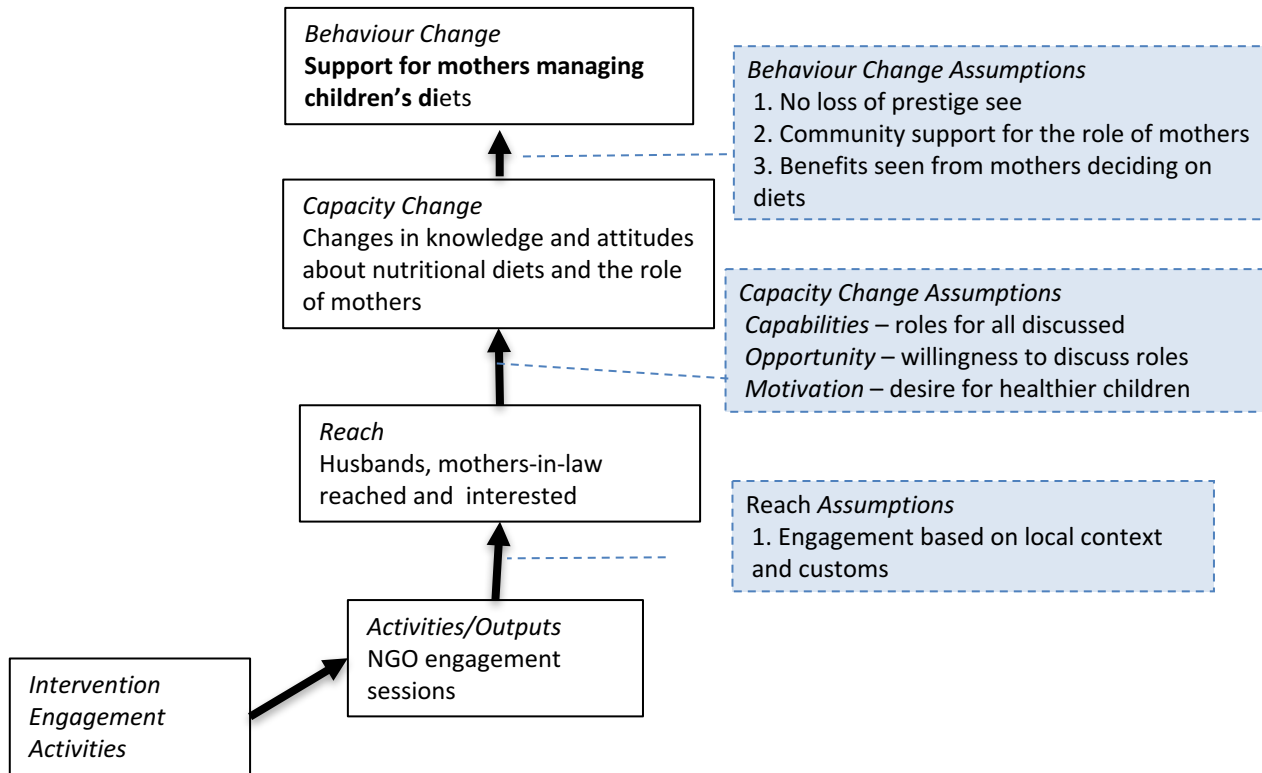 Behaviour Change
Support for mothers managing
children’s diets
Behaviour Change Assumptions
1. No loss of prestige see
2. Community support for the role of mothers
3. Benefits seen from mothers deciding on
diets
Capacity Change
Changes in knowledge and attitudes
about nutritional diets and the role
of mothers
Capacity Change Assumptions
Capabilities – roles for all discussed
Opportunity – willingness to discuss roles
Motivation – desire for healthier children
Reach
Husbands, mothers-in-law
reached and interested
Reach Assumptions
1. Engagement based on local context
and customs
Activities/Outputs
NGO engagement
sessions
Intervention
Engagement
Activities